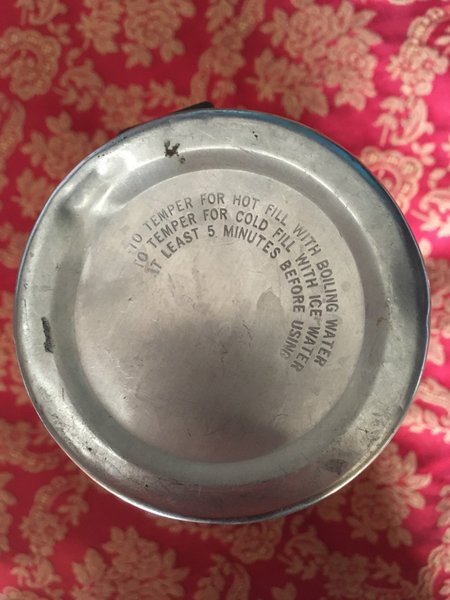 TO TEMPER FOR HOT FILL WITH BOILING WATER
TO TEMPER FOR COLD FILL WITH ICE WATER
AT LEAST 5 MINUTES BEFORE USING